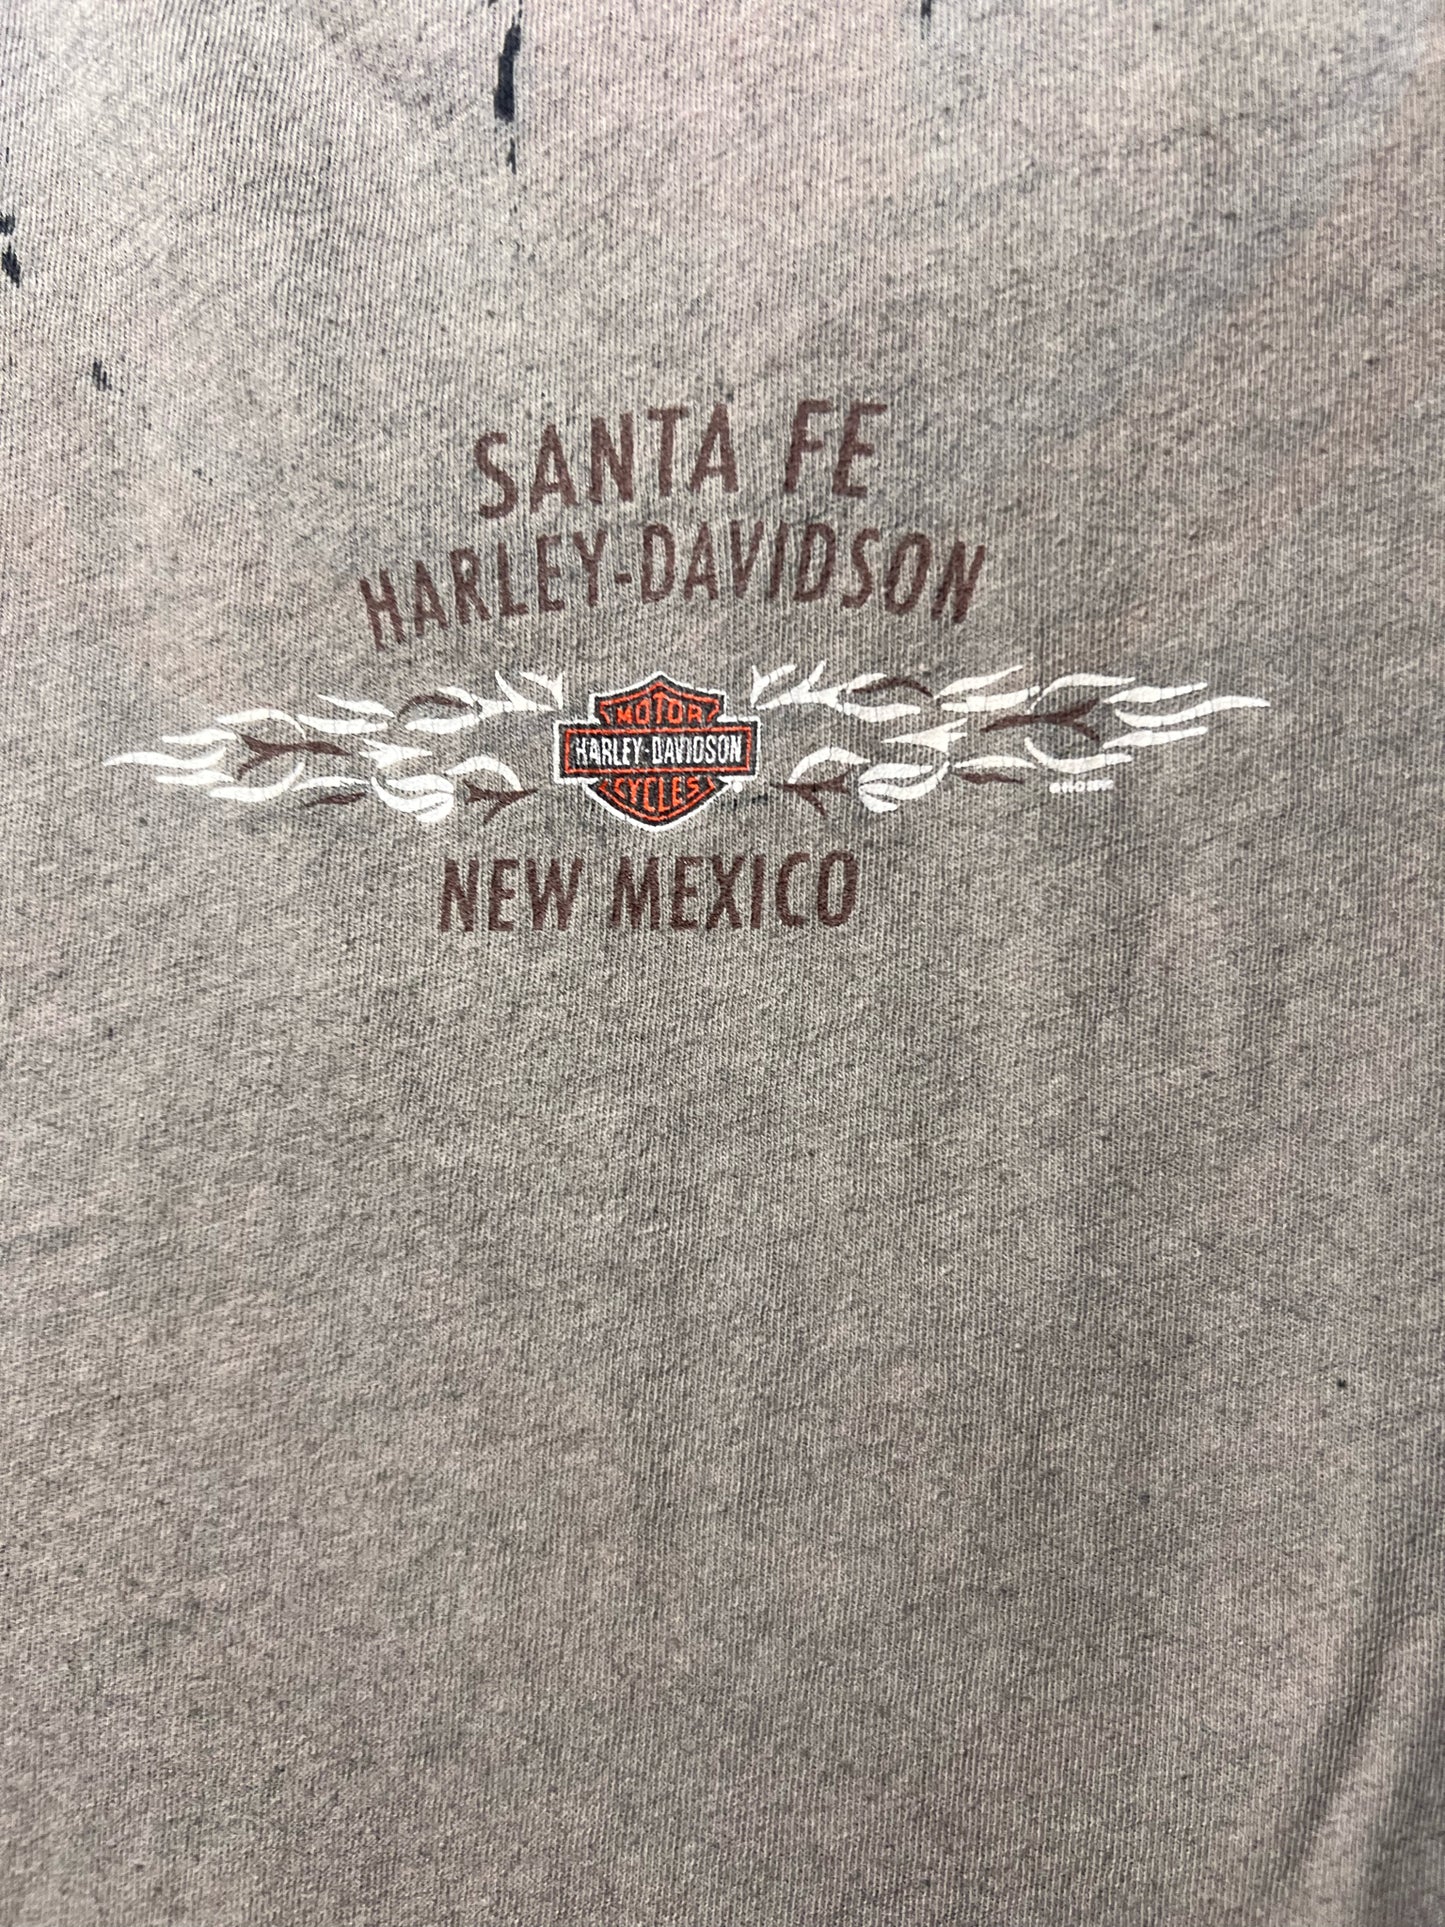 SANTA FE
HARLEY-DAVIDSON
MOTOR
HARLEY-DAVIDSON
CYCLES
®
NEW MEXICO